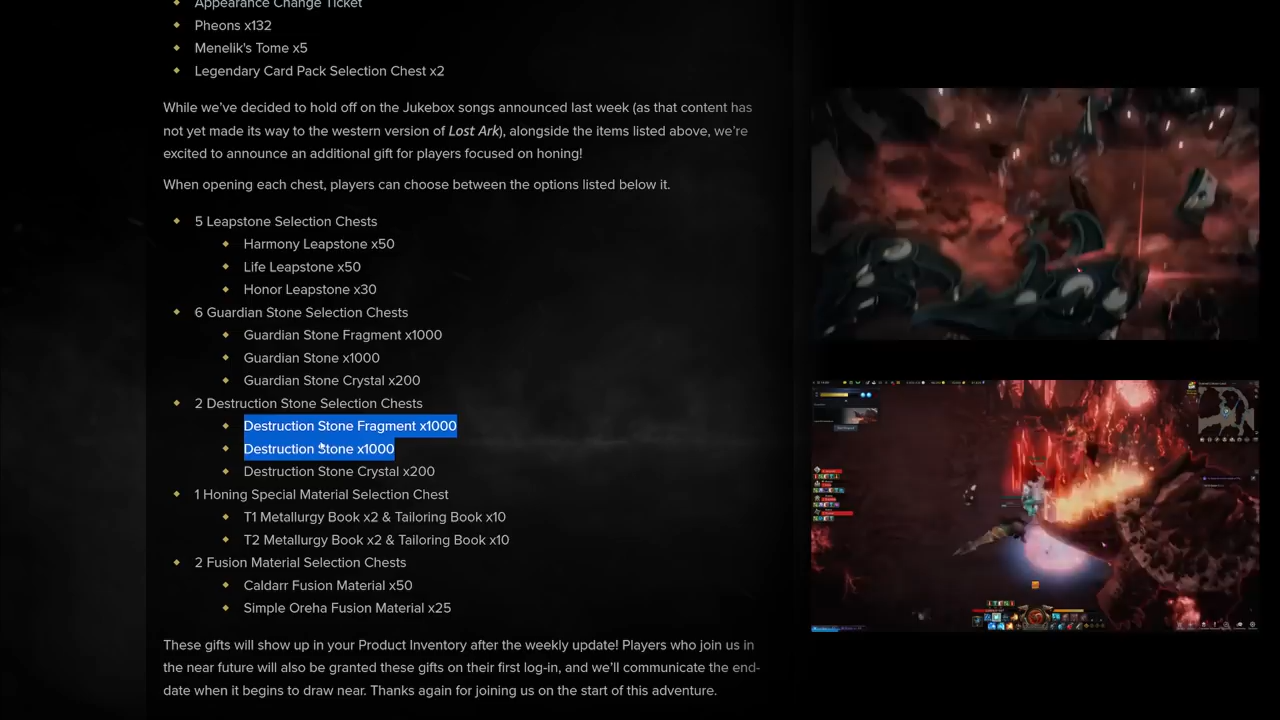 Appearance Change Ticket
Pheons x132
Menelik's Tome x5
Legendary Card Pack Selection Chest x2
While we've decided to hold off on the Jukebox songs announced last week (as that content has
not yet made its way to the western version of Lost Ark), alongside the items listed above, we're
excited to announce an additional gift for players focused on honing!
When opening each chest, players can choose between the options listed below it.
5 Leapstone Selection Chests
Harmony Leapstone x50
Life Leapstone x50
Honor Leapstone x30
6 Guardian Stone Selection Chests
Guardian Stone Fragment x1000
Guardian Stone x1000
Guardian Stone Crystal x200
2 Destruction Stone Selection Chests
Destruction Stone Fragment x1000
Destruction Stone x1000
Destruction Stone Crystal x200
1 Honing Special Material Selection Chest
T1 Metallurgy Book x2 & Tailoring Book x10
T2 Metallurgy Book x2 & Tailoring Book x10
2 Fusion Material Selection Chests
Caldarr Fusion Material x50
Simple Oreha Fusion Material x25
These gifts will show up in your Product Inventory after the weekly update! Players who join us in
the near future will also be granted these gifts on their first log-in, and we'll communicate the end-
date when it begins to draw near. Thanks again for joining us on the start of this adventure.